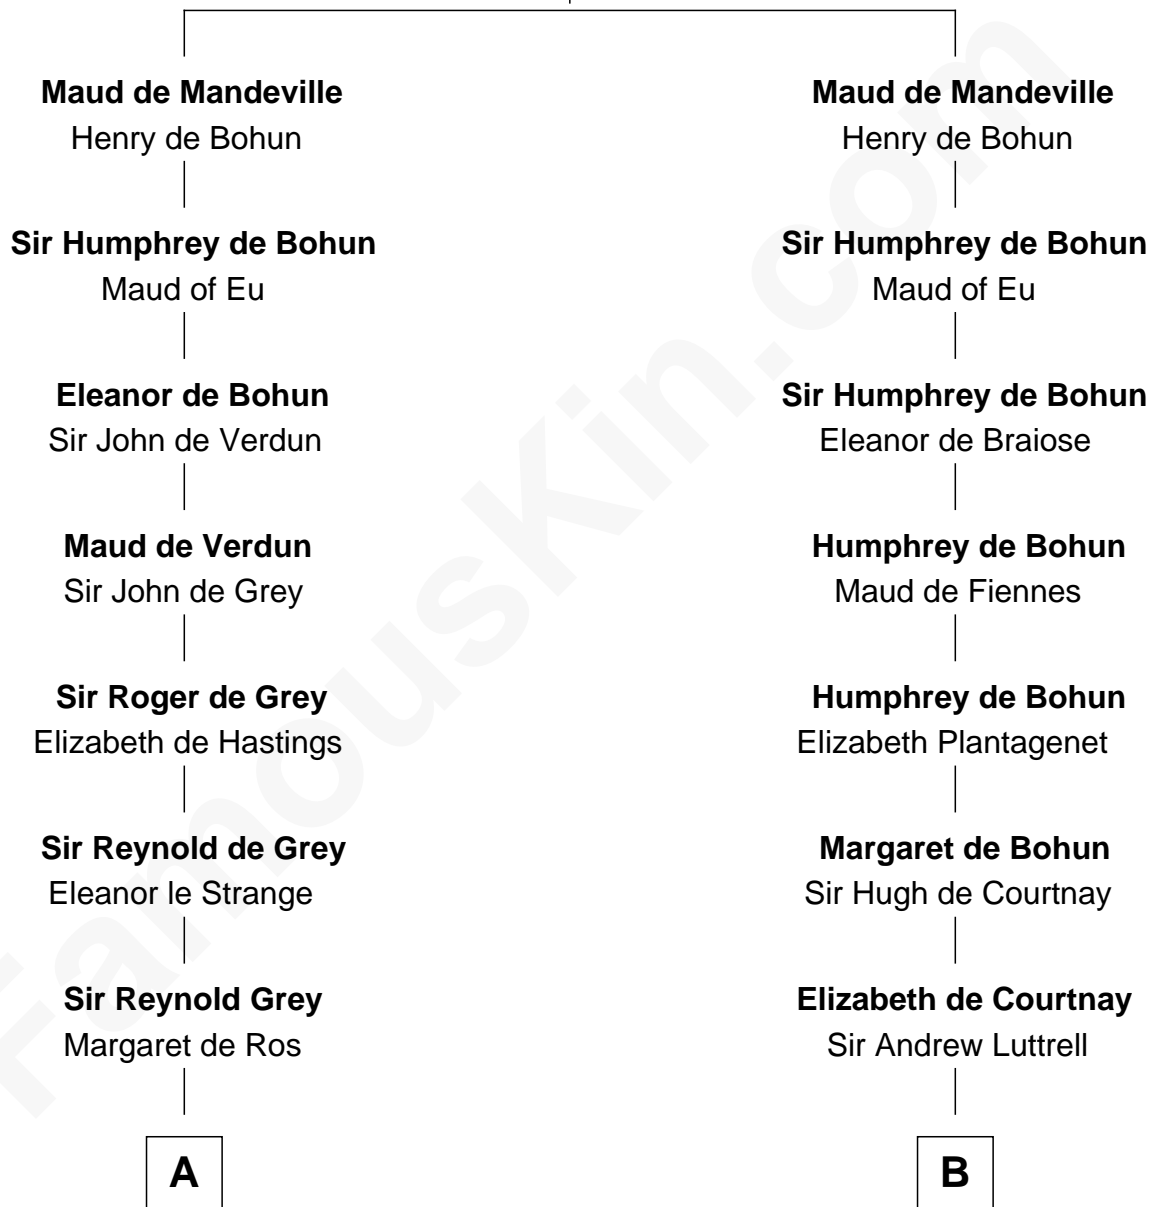 Maud de Mandeville
Henry de Bohun
Sir Humphrey de Bohun
Maud of Eu
Eleanor de Bohun
Sir John de Verdun
Maud de Verdun
Sir John de Grey
Sir Roger de Grey
Elizabeth de Hastings
Sir Reynold de Grey
Eleanor le Strange
Sir Reynold Grey
Margaret de Ros
A
Maud de Mandeville
Henry de Bohun
Sir Humphrey de Bohun
Maud of Eu
Sir Humphrey de Bohun
Eleanor de Braiose
Humphrey de Bohun
Maud de Fiennes
Humphrey de Bohun
Elizabeth Plantagenet
Margaret de Bohun
Sir Hugh de Courtnay
Elizabeth de Courtnay
Sir Andrew Luttrell
B
FamousKin.com